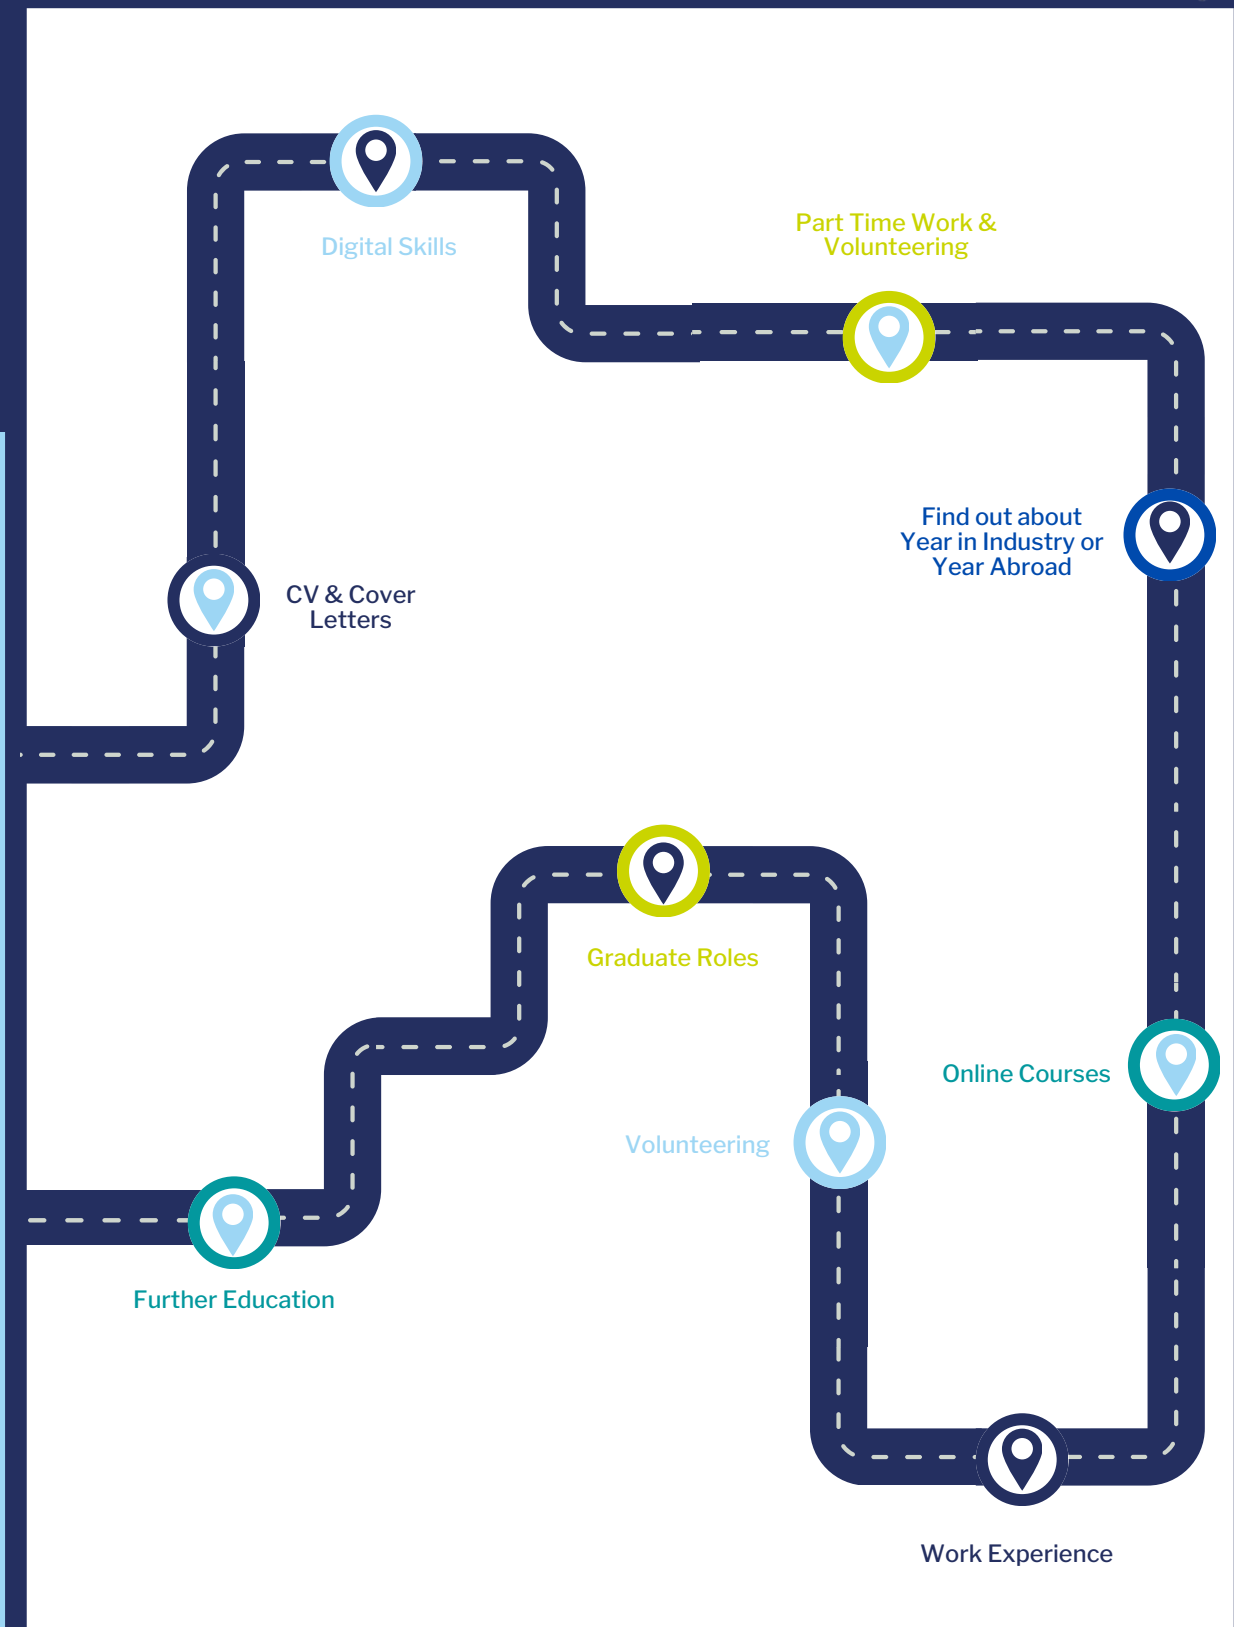 Digital Skills
Part Time Work &
Volunteering
Find out about
Year in Industry or
Year Abroad
CV & Cover
Letters
Graduate Roles
Online Courses
Volunteering
Further Education
Work Experience